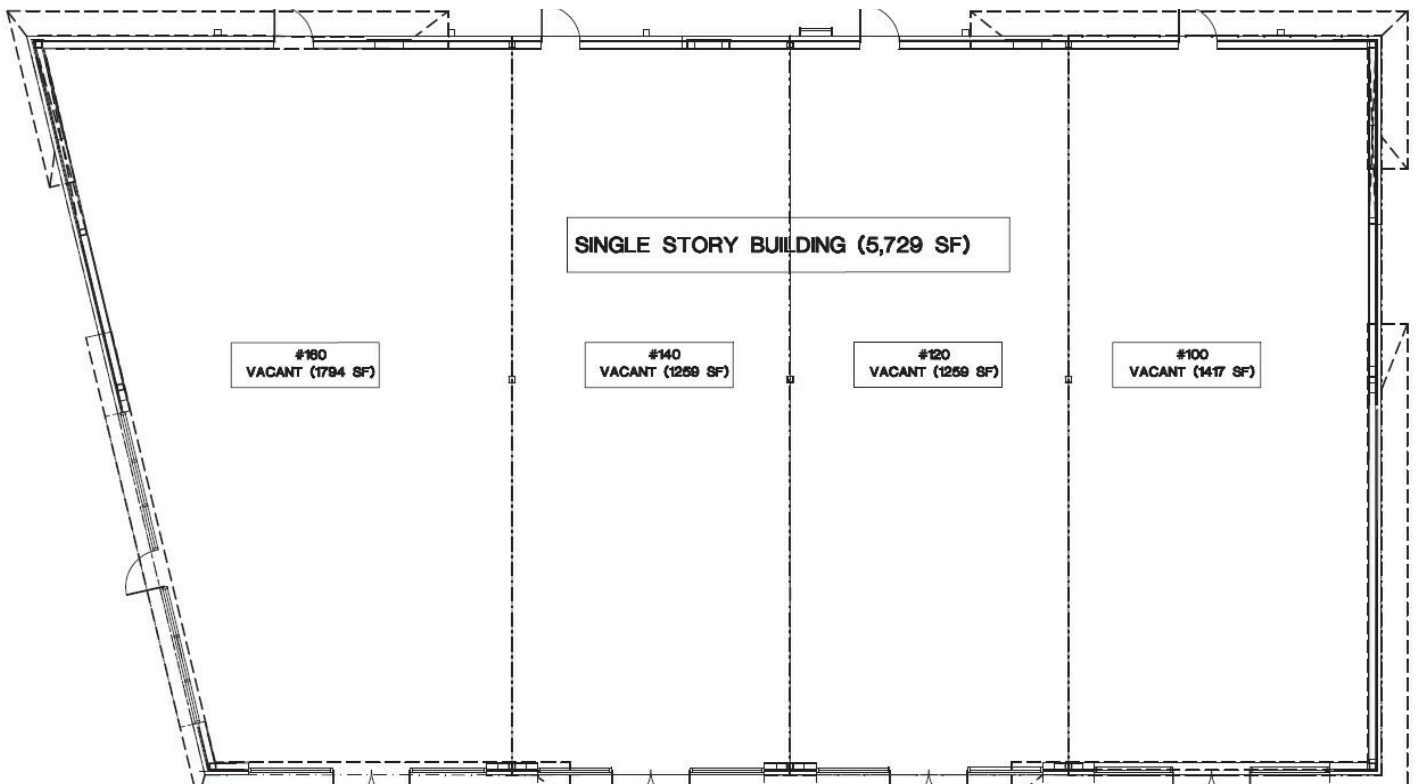 SINGLE STORY BUILDING (5,729 SF)
#160
VACANT (1794 SF)
#140
VACANT (1259 SF)
#120
VACANT (1259 SF)
#100
VACANT (1417 SF)